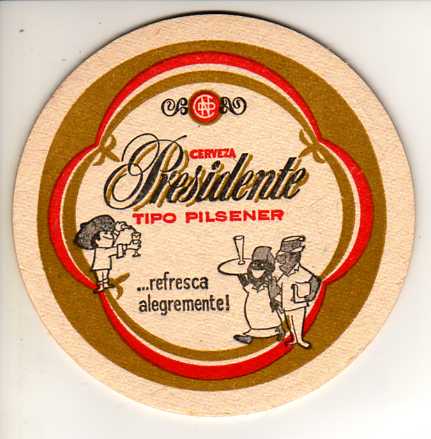 CERVEZA
Presidente
TIPO PILSENER
...refresca
alegremente!